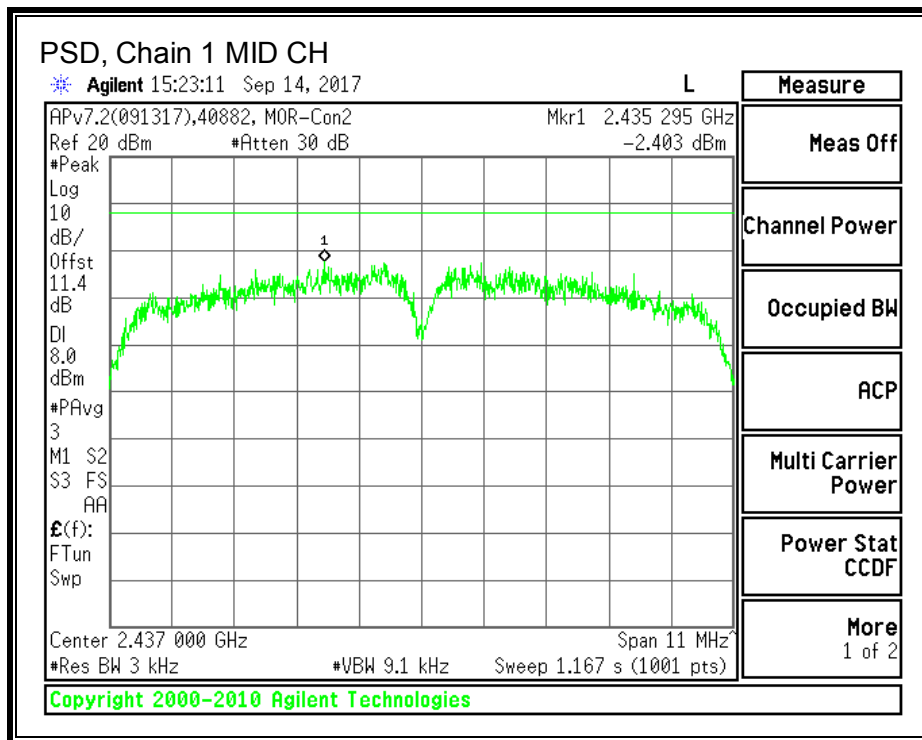 PSD, Chain 1 MID CH
Agilent 15:23:11 Sep 14, 2017 L
APv7.2(091317),40882, MOR-Con2 Mkr1 2.435 295 GHz
Ref 20 dBm #Atten 30 dB -2.403 dBm
#Peak
Log
10
dB/
Offst
11.4
dB
DI
8.0
dBm
#PAvg
3
M1 S2
S3 FS
AA
£(f):
FTun
Swp
1
Center 2.437 000 GHz Span 11 MHz^
#Res BW 3 kHz #VBW 9.1 kHz Sweep 1.167 s (1001 pts)
Measure
Meas Off
Channel Power
Occupied BW
ACP
Multi Carrier
Power
Power Stat
CCDF
More
1 of 2
Copyright 2000-2010 Agilent Technologies